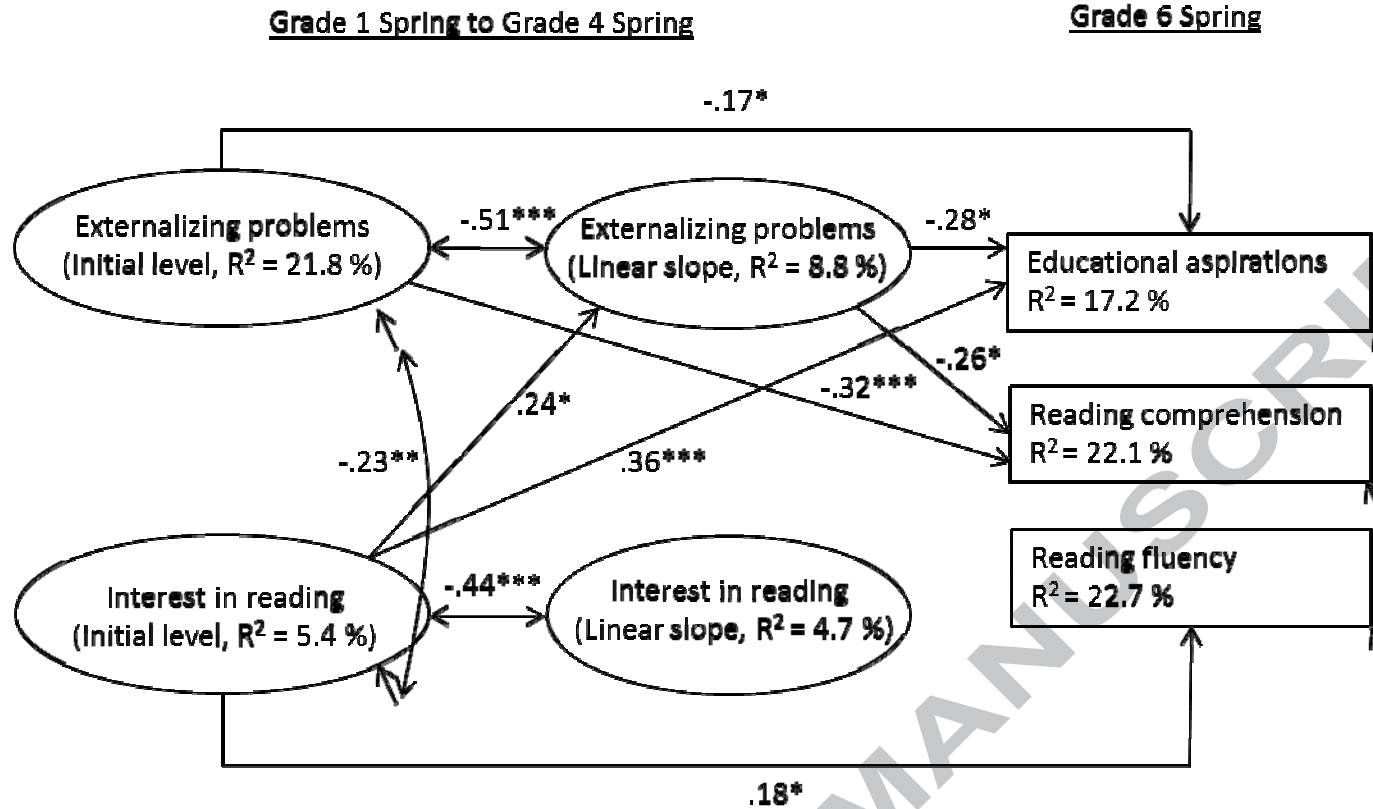 Grade 1 Spring to Grade 4 Spring
Grade 6 Spring
-.17*
Externalizing problems
(Initial level, R² = 21.8 %)
-.51***
Externalizing problems
(Linear slope, R² = 8.8 %)
-.28*
Educational aspirations
R² = 17.2 %
-.26*
-.32***
.24*
Reading comprehension
R² = 22.1 %
-.23**
.36***
Interest in reading
(Initial level, R² = 5.4 %)
-.44***
Interest in reading
(Linear slope, R² = 4.7 %)
Reading fluency
R² = 22.7 %
.18*
MANUSCRI